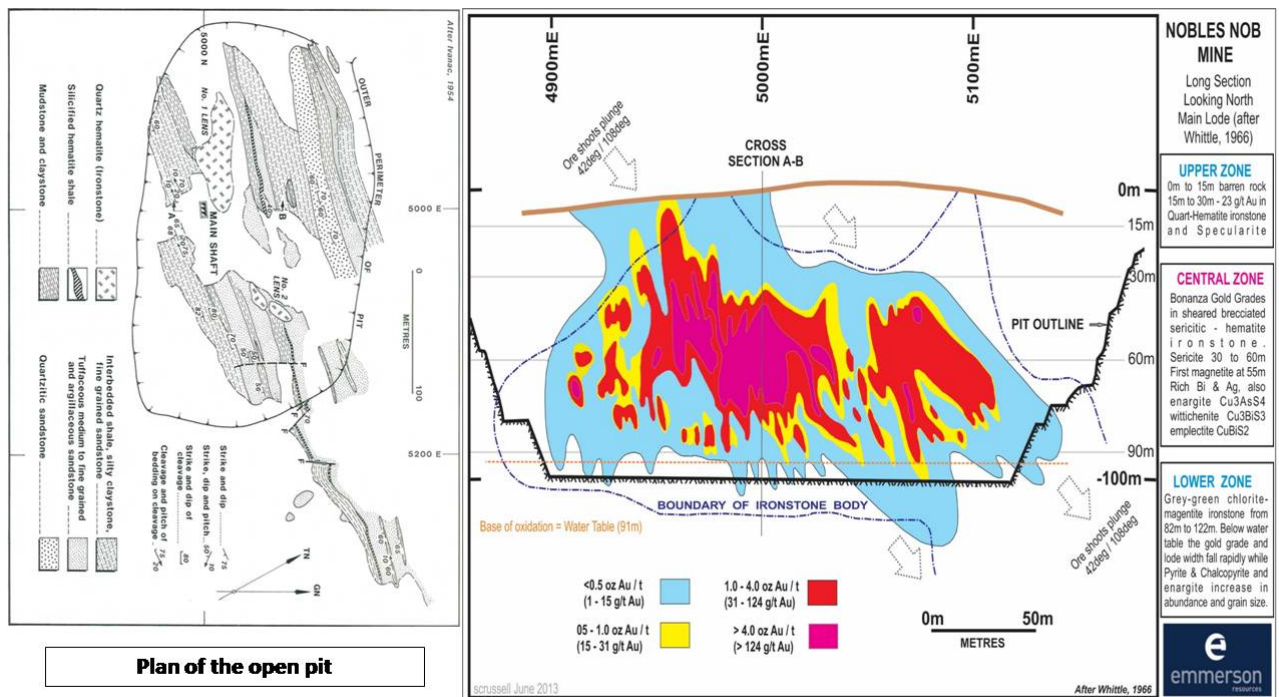 After Ivanac, 1954
5000 N
5000 E
5200 E
0
100
METRES
OUTER PERIMETER OF PIT
No. 1 LENS
MAIN SHAFT
No. 2 LENS
A
B
F
F
F
TN
GN
Quartz hematite (ironstone)
Silicified hematite shale
Mudstone and claystone
Interbedded shale, silty claystone,
fine grained sandstone
Tuffaceous medium to fine grained
and argillaceous sandstone
Quartzitic sandstone
Strike and dip
Strike, dip and pitch
Strike and dip of
cleavage
Cleavage and pitch of
bedding on cleavage
Plan of the open pit
4900mE
5000mE
5100mE
Ore shoots plunge
42deg / 108deg
CROSS
SECTION A-B
0m
15m
30m
60m
90m
-100m
PIT OUTLINE
BOUNDARY OF IRONSTONE BODY
Base of oxidation = Water Table (91m)
Ore shoots plunge
42deg / 108deg
<0.5 oz Au / t
(1 - 15 g/t Au)
1.0 - 4.0 oz Au / t
(31 - 124 g/t Au)
05 - 1.0 oz Au / t
(15 - 31 g/t Au)
> 4.0 oz Au / t
(> 124 g/t Au)
0m
50m
METRES
scrussell June 2013
After Whittle, 1966
NOBLES NOB
MINE
Long Section
Looking North
Main Lode (after
Whittle, 1966)
UPPER ZONE
0m to 15m barren rock
15m to 30m - 23 g/t Au in
Quart-Hematite ironstone
and Specularite
CENTRAL ZONE
Bonanza Gold Grades
in sheared brecciated
sericitic - hematite
ironstone.
Sericite 30 to 60m
First magnetite at 55m
Rich Bi & Ag, also
enargite Cu3AsS4
wittichenite Cu3BiS3
emplectite CuBiS2
LOWER ZONE
Grey-green chlorite-
magentite ironstone from
82m to 122m. Below water
table the gold grade and
lode width fall rapidly while
Pyrite & Chalcopyrite and
enargite increase in
abundance and grain size.
e
emmerson
resources